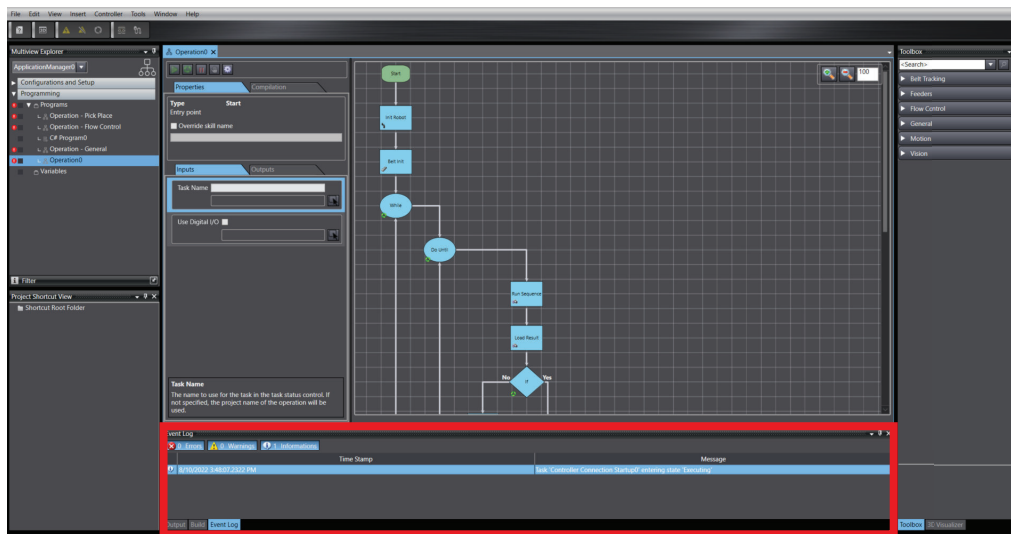 File Edit View Insert Controller Tools Window Help
Multiview Explorer
ApplicationManager0
Configurations and Setup
Programming
Programs
Operation - Pick Place
Operation - Flow Control
C# Program0
Operation - General
Operation0
Variables
Filter
Project Shortcut View
Shortcut Root Folder
Operation0
Properties
Compilation
Type Start
Entry point
Override skill name
Inputs
Outputs
Task Name
Use Digital I/O
Task Name
The name to use for the task in the task status control. If
not specified, the project name of the operation will be
used.
100
Start
Init Robot
Belt Init
While
Do Until
Run Sequence
Load Result
No If Yes
Event Log
0 Errors 0 Warnings 1 Informations
Time Stamp Message
8/10/2022 3:48:07.2322 PM Task 'Controller Connection Startup0' entering state 'Executing'
Output Build Event Log
Toolbox
<Search>
Belt Tracking
Feeders
Flow Control
General
Motion
Vision
Toolbox 3D Visualizer